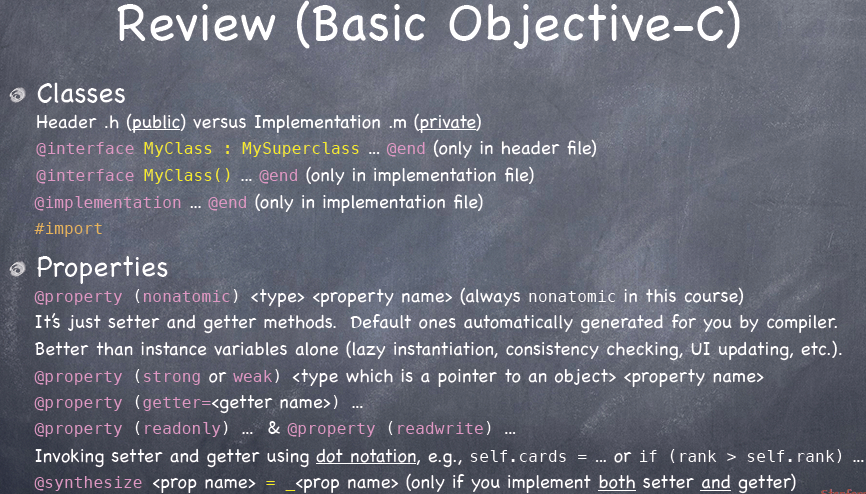 Review (Basic Objective-C)
Classes
Header .h (public) versus Implementation .m (private)
@interface MyClass : MySuperclass ... @end (only in header file)
@interface MyClass() ... @end (only in implementation file)
@implementation ... @end (only in implementation file)
#import
Properties
@property (nonatomic) <type> <property name> (always nonatomic in this course)
It's just setter and getter methods. Default ones automatically generated for you by compiler.
Better than instance variables alone (lazy instantiation, consistency checking, UI updating, etc.).
@property (strong or weak) <type which is a pointer to an object> <property name>
@property (getter=<getter name>) ...
@property (readonly) ... & @property (readwrite) ...
Invoking setter and getter using dot notation, e.g., self.cards = ... or if (rank > self.rank) ...
@synthesize <prop name> = _<prop name> (only if you implement both setter and getter)